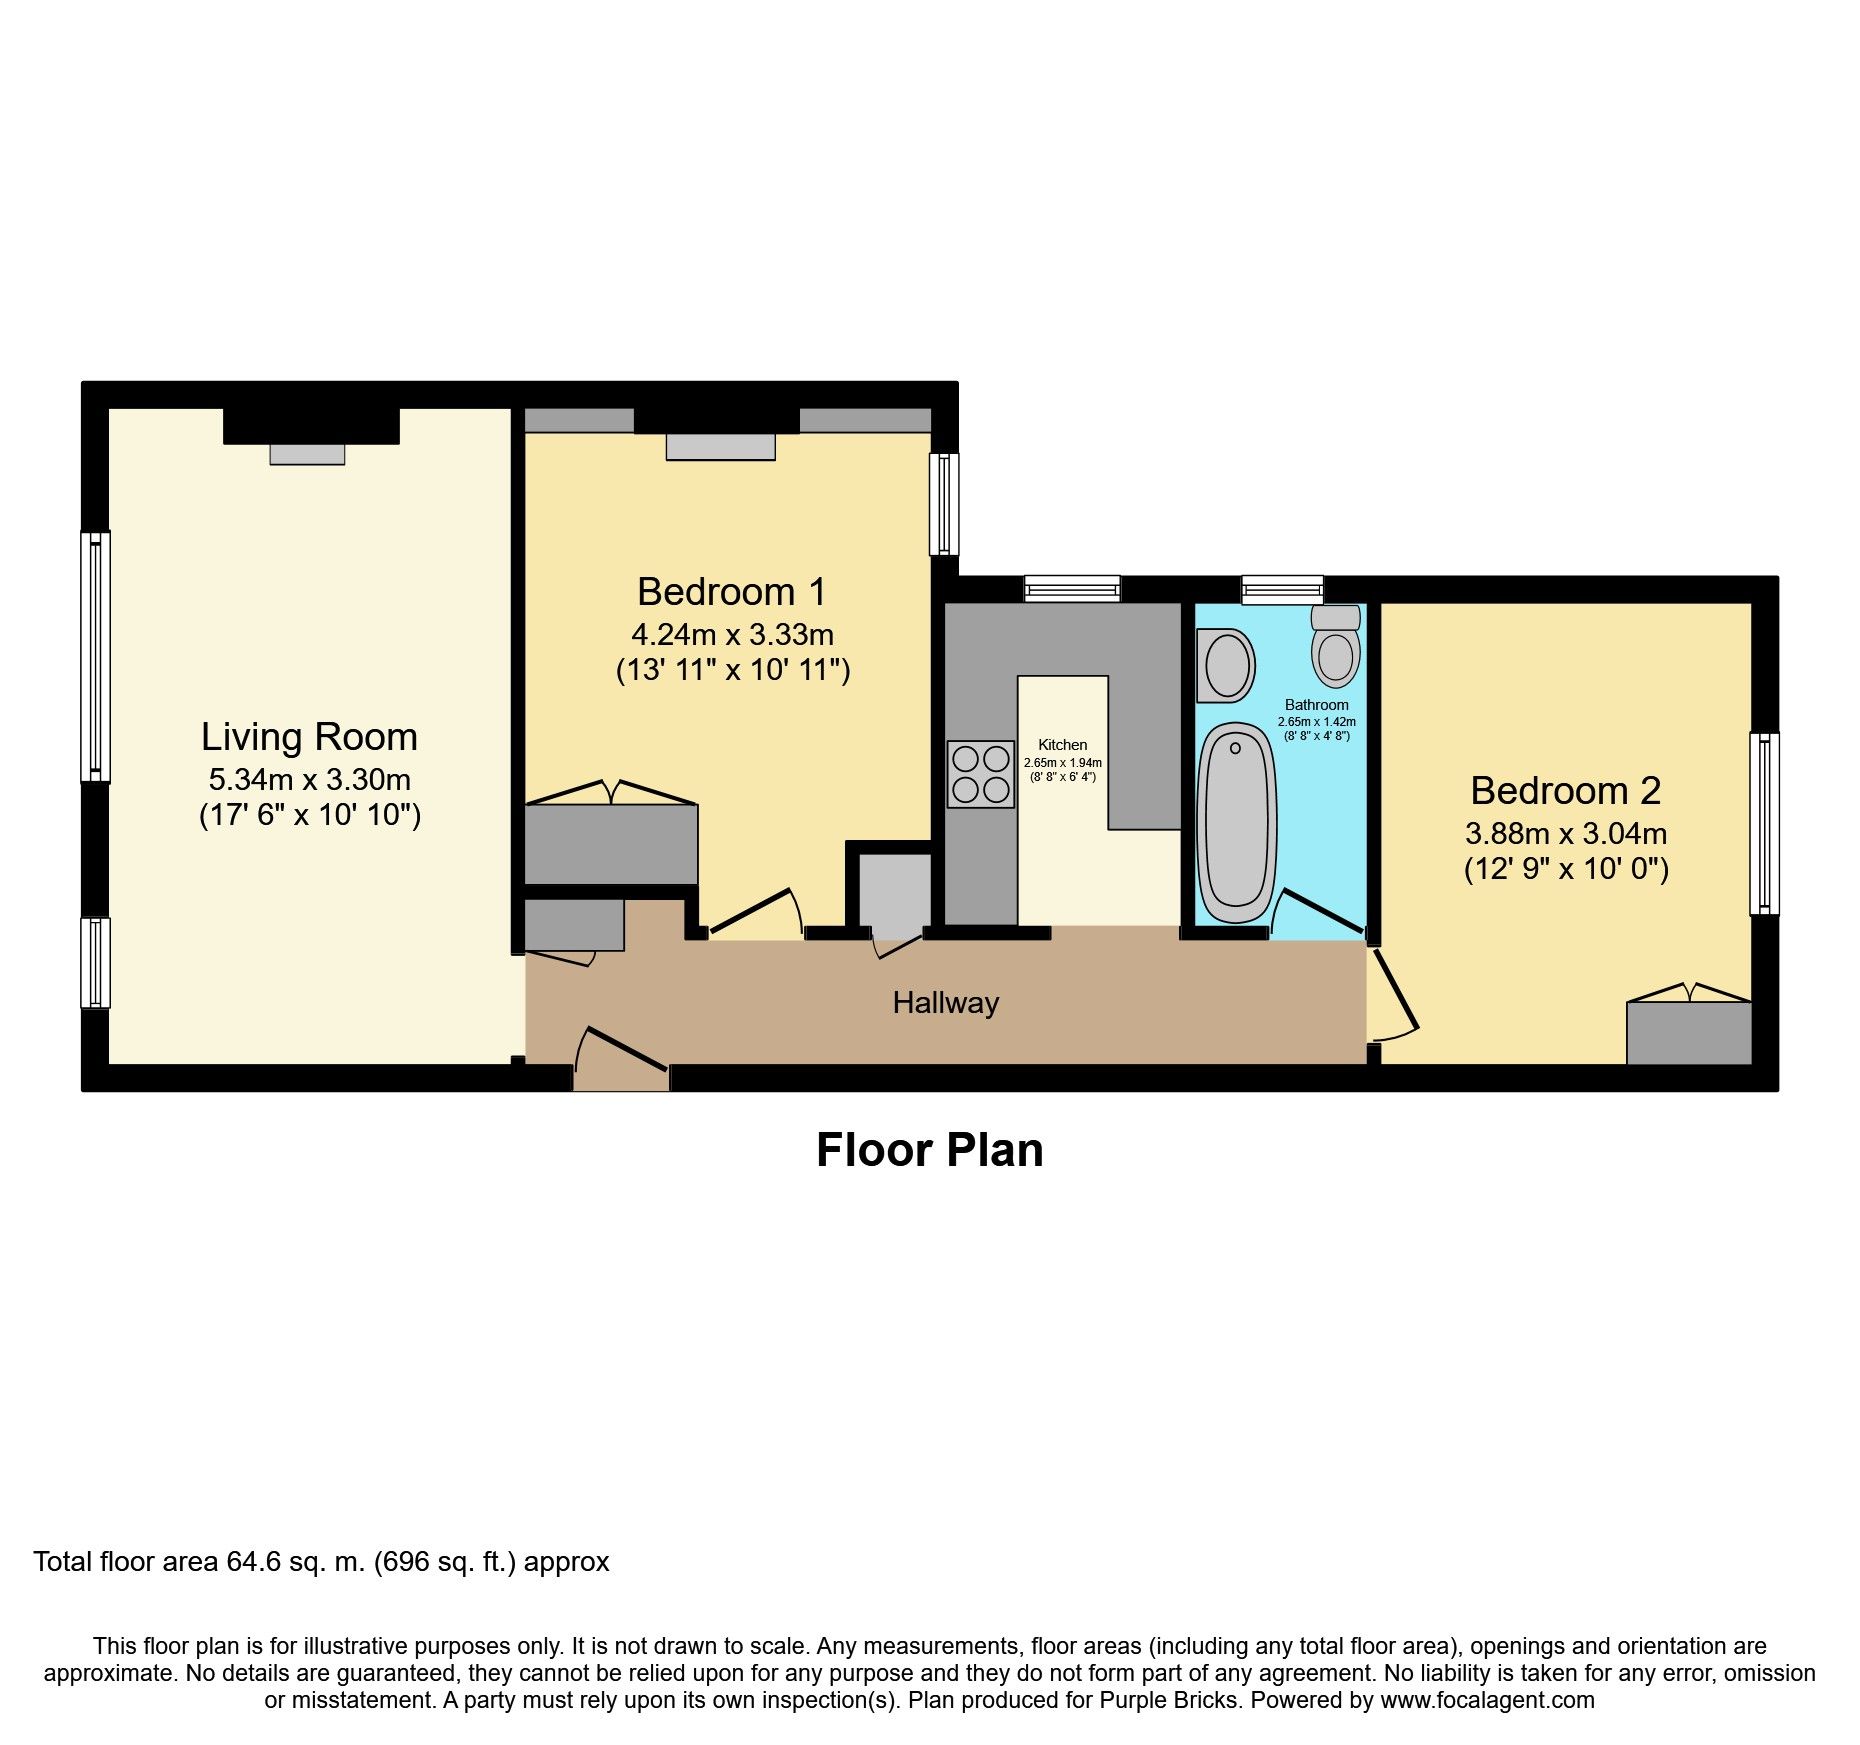 Bedroom 1
4.24m x 3.33m
(13' 11" x 10' 11")
Living Room
5.34m x 3.30m
(17' 6" x 10' 10")
Kitchen
2.65m x 1.94m
(8' 8" x 6' 4")
Bathroom
2.65m x 1.42m
(8' 8" x 4' 8")
Bedroom 2
3.88m x 3.04m
(12' 9" x 10' 0")
Hallway
Floor Plan
Total floor area 64.6 sq. m. (696 sq. ft.) approx
This floor plan is for illustrative purposes only. It is not drawn to scale. Any measurements, floor areas (including any total floor area), openings and orientation are
approximate. No details are guaranteed, they cannot be relied upon for any purpose and they do not form part of any agreement. No liability is taken for any error, omission
or misstatement. A party must rely upon its own inspection(s). Plan produced for Purple Bricks. Powered by www.focalagent.com